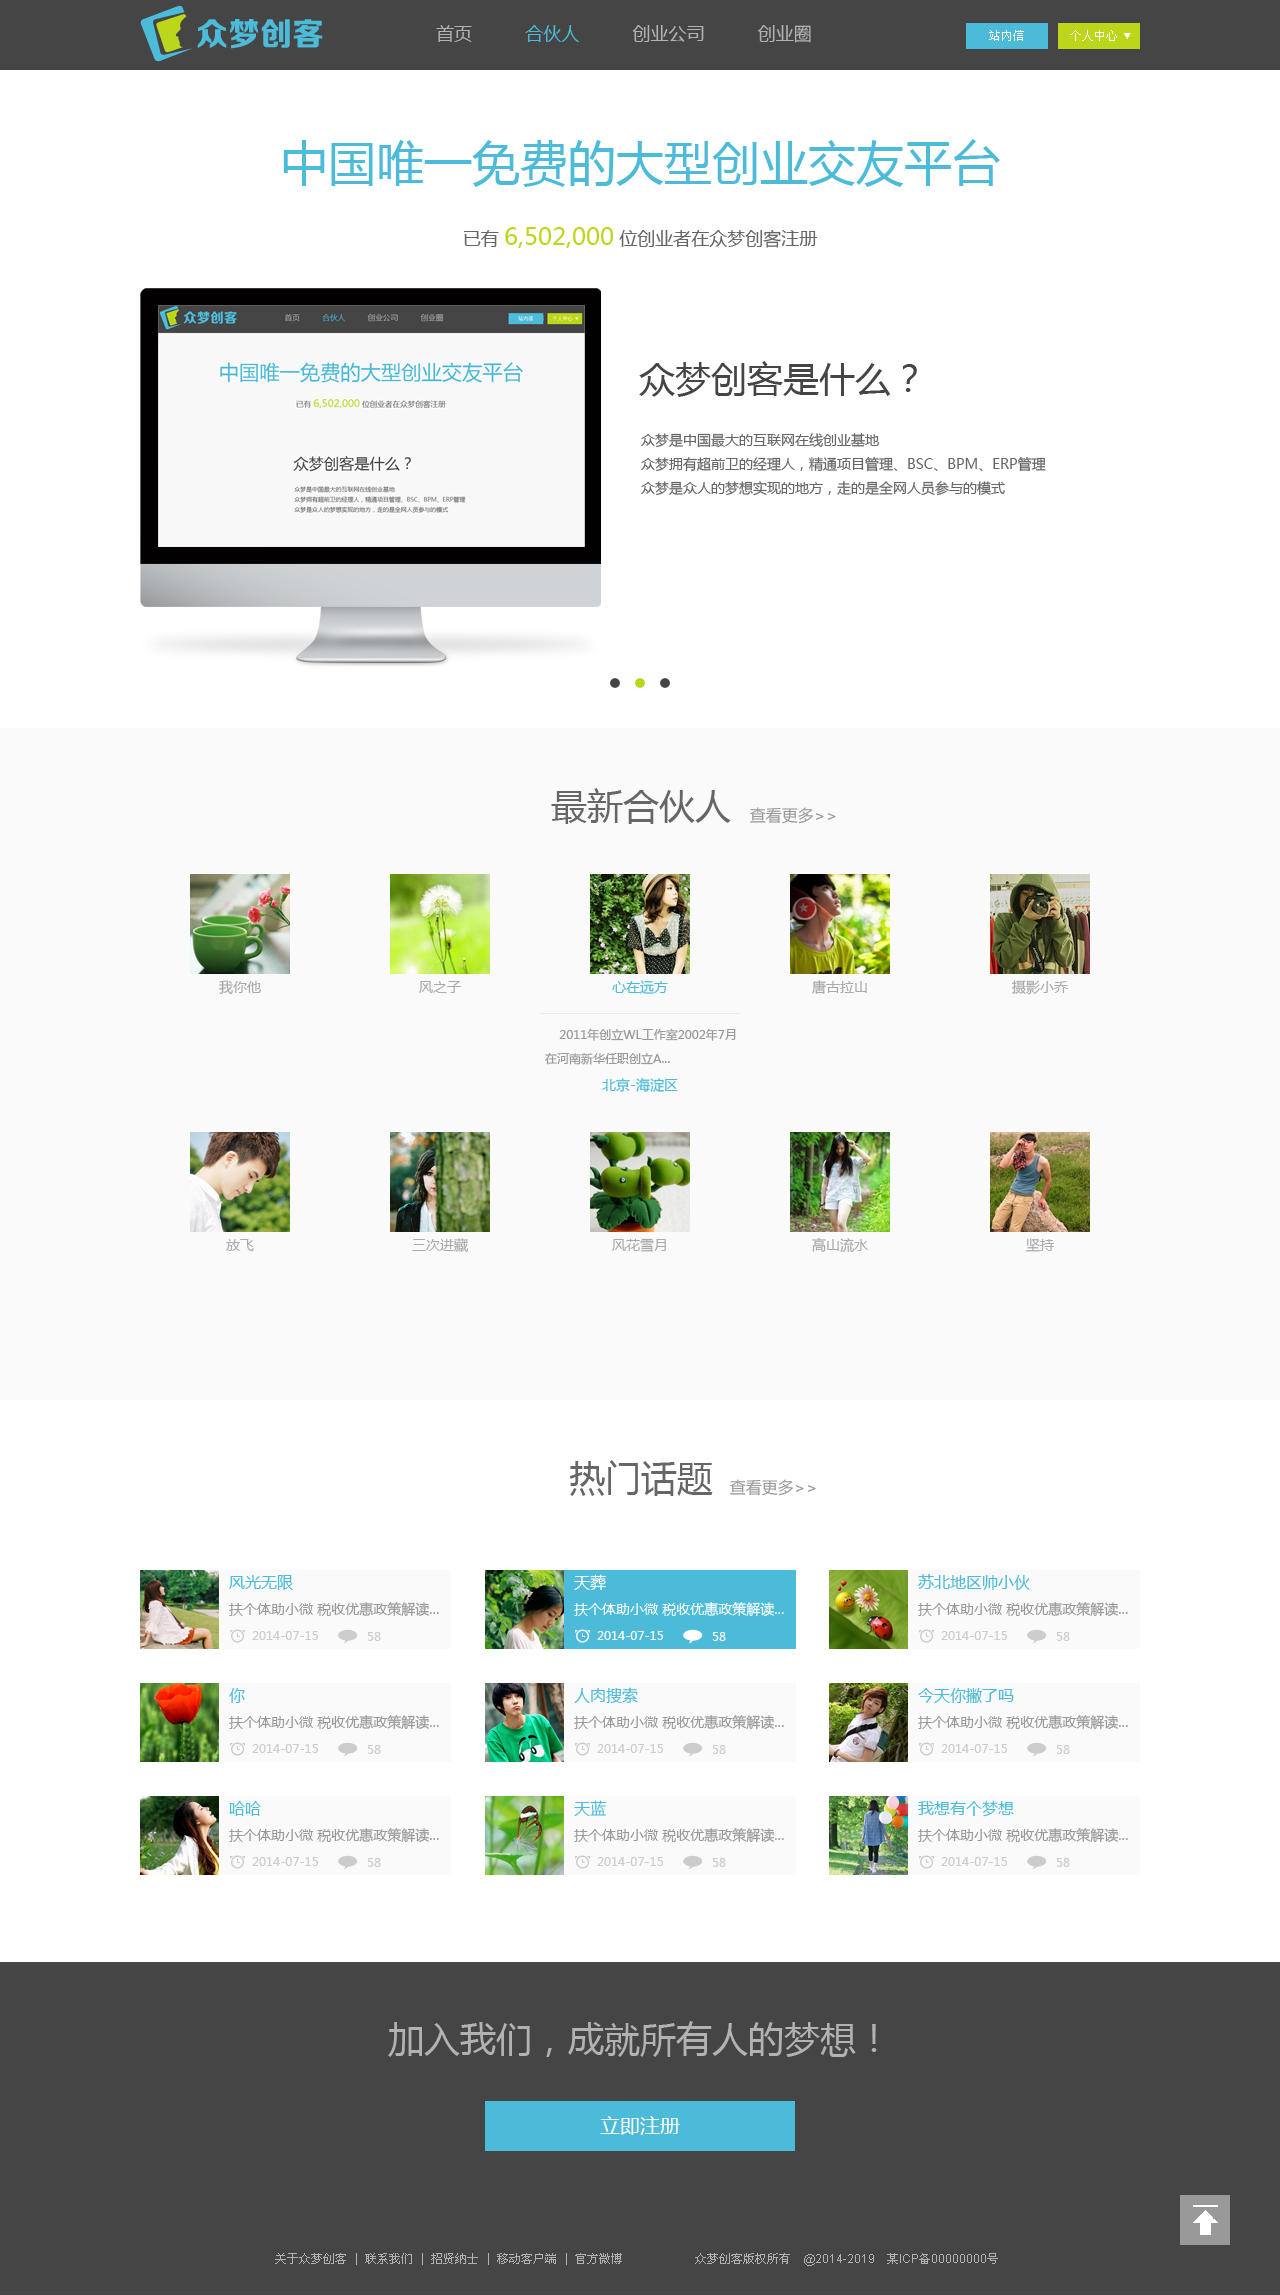 众梦创客 首页 合伙人 创业公司 创业圈 站内信 个人中心 ▼
中国唯一免费的大型创业交友平台
已有 6,502,000 位创业者在众梦创客注册
众梦创客 首页 合伙人 创业公司 创业圈 站内信 个人中心 ▼
中国唯一免费的大型创业交友平台
已有 6,502,000 位创业者在众梦创客注册
众梦创客是什么？
众梦是中国最大的互联网在线创业基地
众梦拥有超前卫的经理人，精通项目管理、BSC、BPM、ERP管理
众梦是众人的梦想实现的地方，走的是全网人员参与的模式
众梦创客是什么？
众梦是中国最大的互联网在线创业基地
众梦拥有超前卫的经理人，精通项目管理、BSC、BPM、ERP管理
众梦是众人的梦想实现的地方，走的是全网人员参与的模式
最新合伙人 查看更多>>
我你他 风之子 心在远方 唐古拉山 摄影小乔
2011年创立WL工作室2002年7月
在河南新华任职创立A...
北京-海淀区
放飞 三次进藏 风花雪月 高山流水 坚持
热门话题 查看更多>>
风光无限
扶个体助小微 税收优惠政策解读...
2014-07-15 58
天葬
扶个体助小微 税收优惠政策解读...
2014-07-15 58
苏北地区帅小伙
扶个体助小微 税收优惠政策解读...
2014-07-15 58
你
扶个体助小微 税收优惠政策解读...
2014-07-15 58
人肉搜索
扶个体助小微 税收优惠政策解读...
2014-07-15 58
今天你撇了吗
扶个体助小微 税收优惠政策解读...
2014-07-15 58
哈哈
扶个体助小微 税收优惠政策解读...
2014-07-15 58
天蓝
扶个体助小微 税收优惠政策解读...
2014-07-15 58
我想有个梦想
扶个体助小微 税收优惠政策解读...
2014-07-15 58
加入我们，成就所有人的梦想！
立即注册
关于众梦创客 | 联系我们 | 招贤纳士 | 移动客户端 | 官方微博 众梦创客版权所有 @2014-2019 某ICP备00000000号